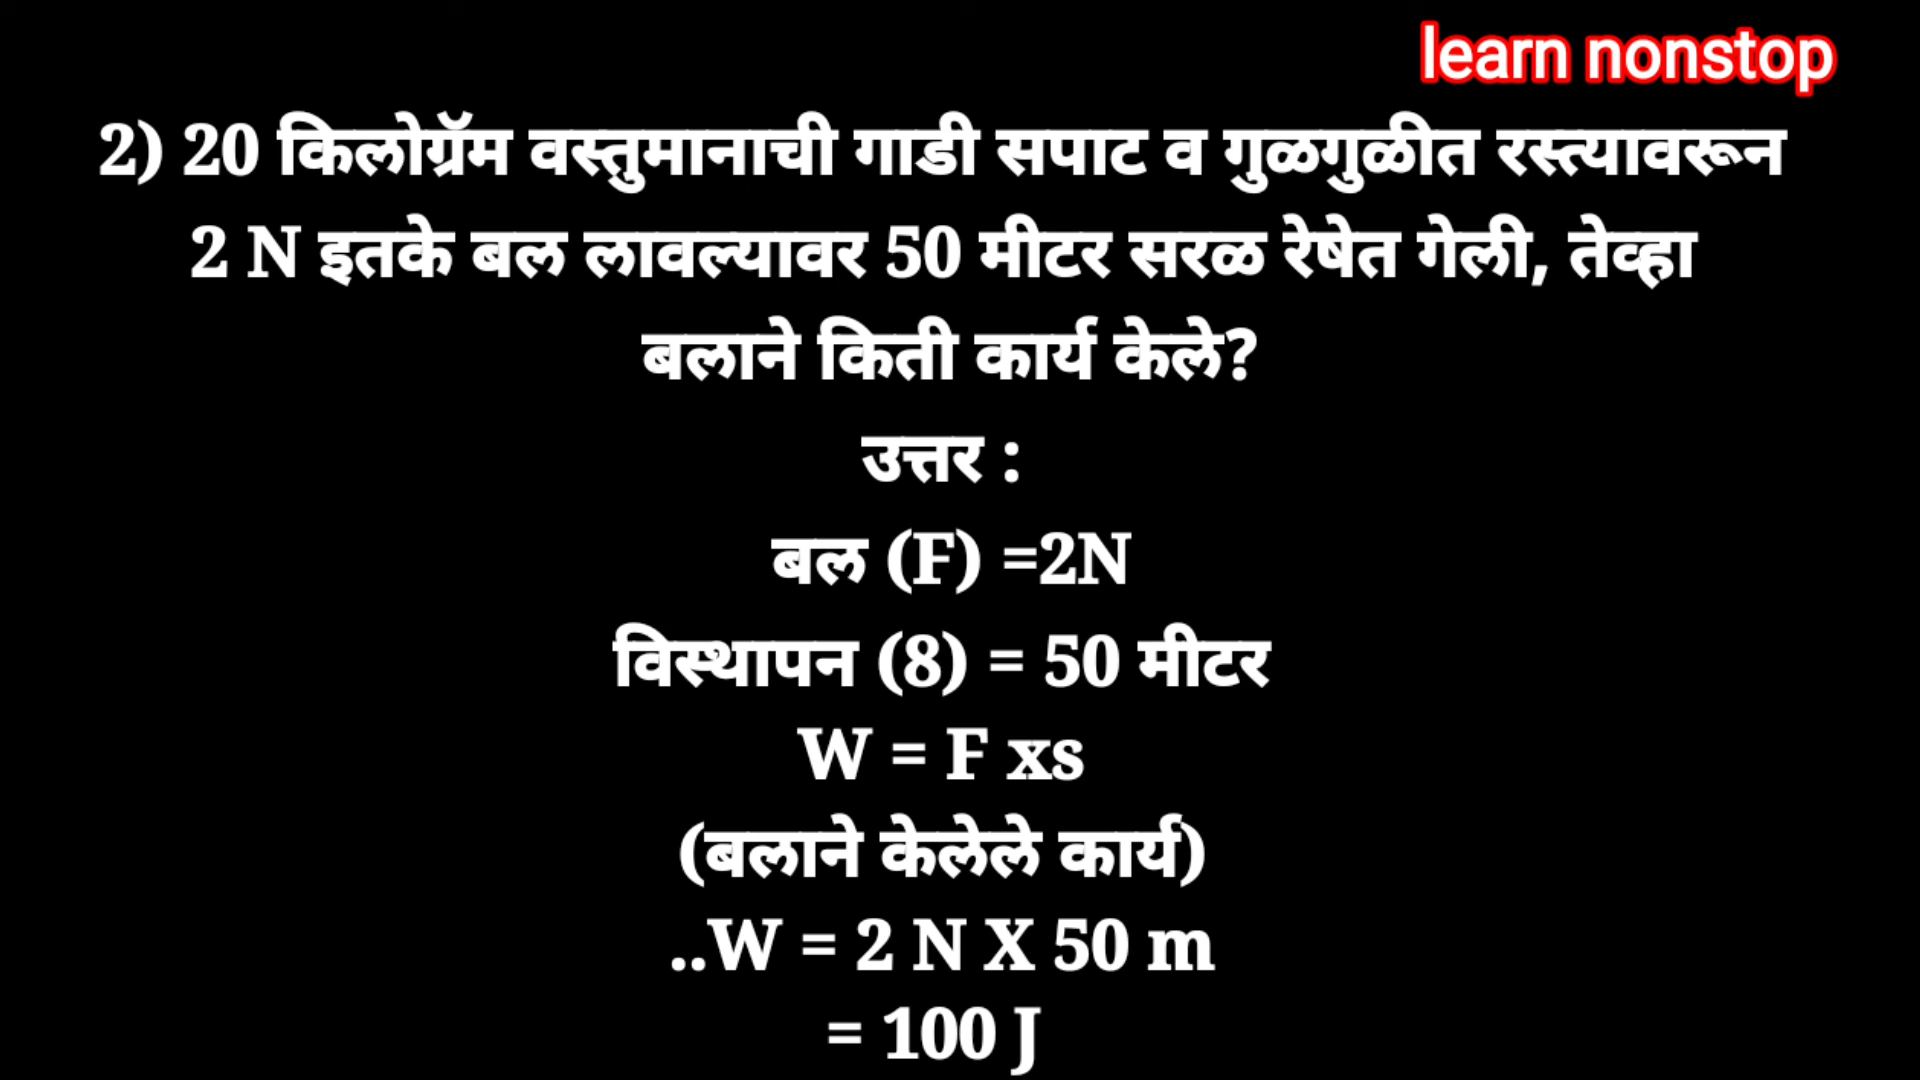 learn nonstop
2) 20 किलोग्रॅम वस्तुमानाची गाडी सपाट व गुळगुळीत रस्त्यावरून
2 N इतके बल लावल्यावर 50 मीटर सरळ रेषेत गेली, तेव्हा
बलाने किती कार्य केले?
उत्तर :
बल (F) =2N
विस्थापन (8) = 50 मीटर
W = F xs
(बलाने केलेले कार्य)
..W = 2 N X 50 m
= 100 J